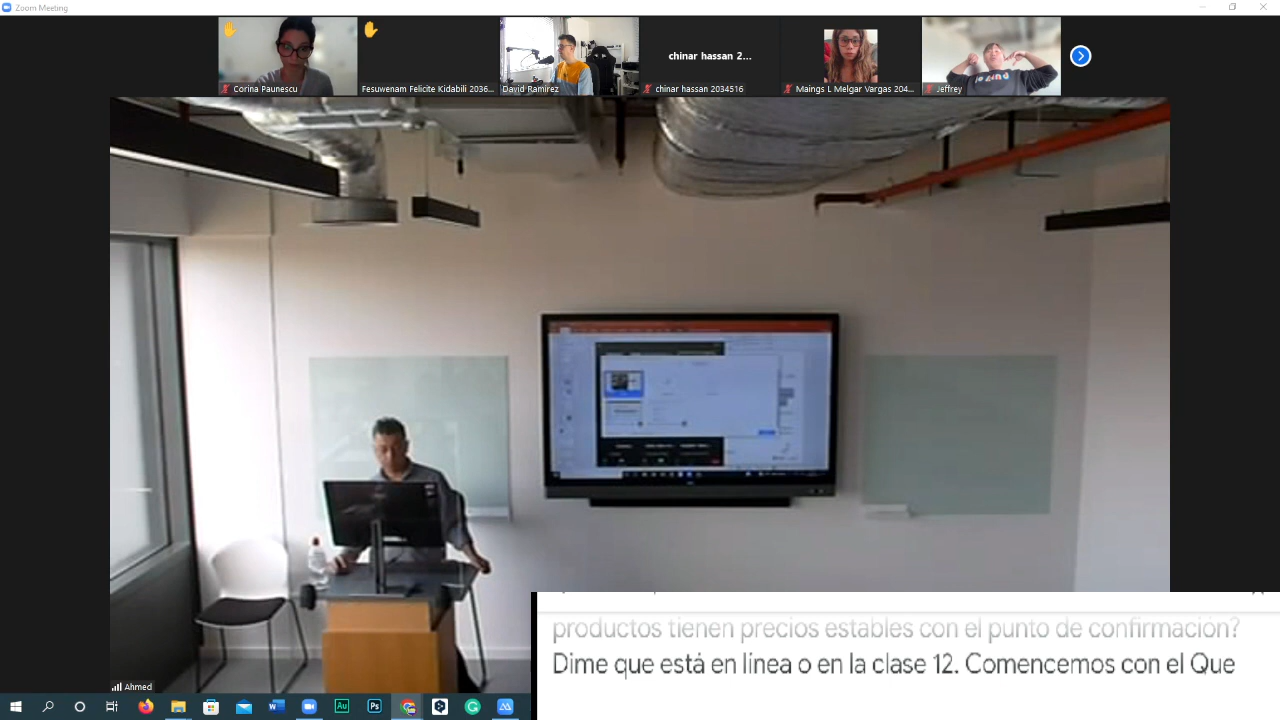 Zoom Meeting
chinar hassan 2...
Corina Paunescu
Fesuwenam Felicite Kidabili 2036...
David Ramirez
chinar hassan 2034516
Maings L Melgar Vargas 204...
Jeffrey
productos tienen precios estables con el punto de confirmación?
Dime que está en línea o en la clase 12. Comencemos con el Que
Ahmed